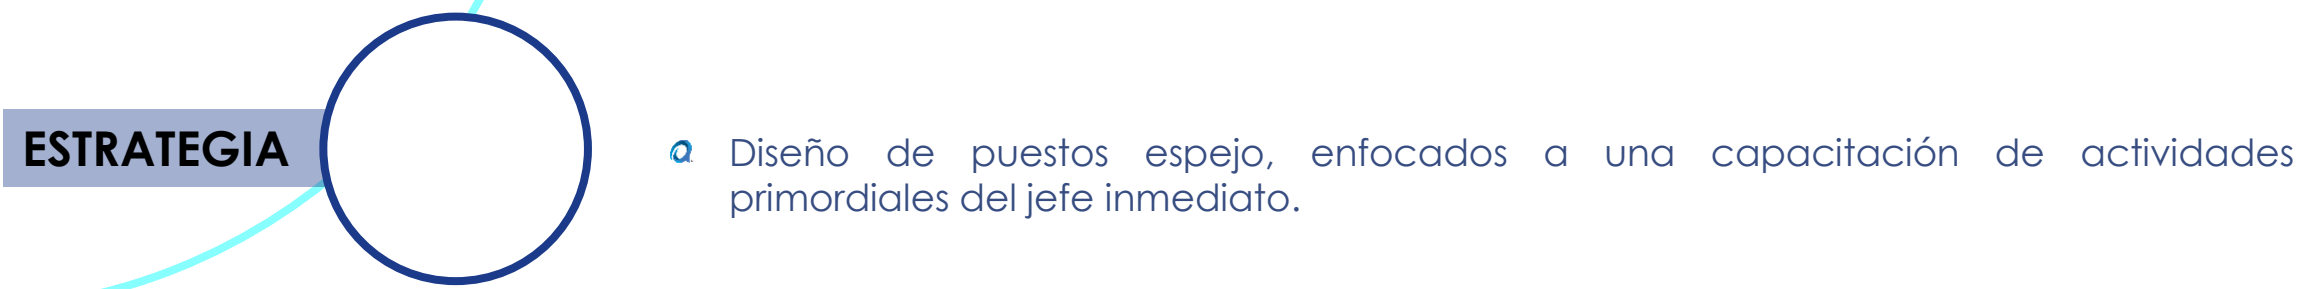 ESTRATEGIA
Diseño de puestos espejo, enfocados a una capacitación de actividades
primordiales del jefe inmediato.